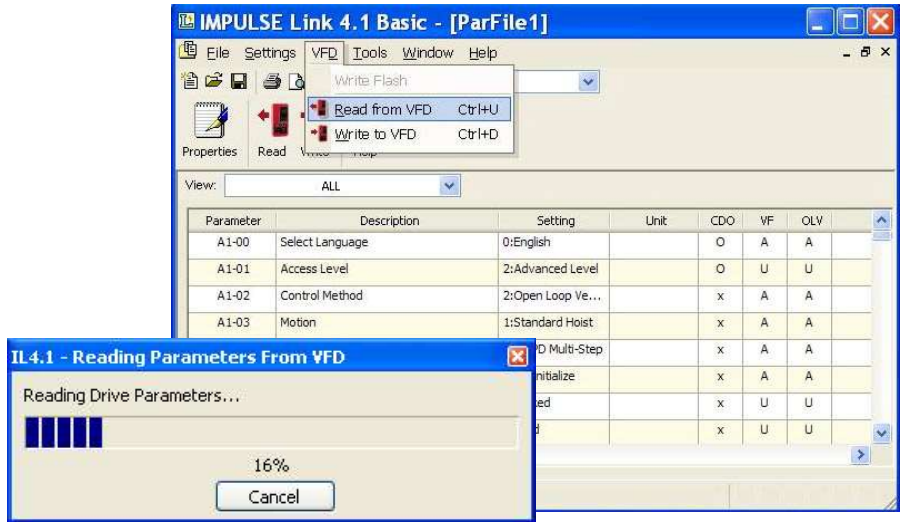 IMPULSE Link 4.1 Basic - [ParFile1]
File Settings VFD Tools Window Help
Write Flash
Read from VFD Ctrl+U
Write to VFD Ctrl+D
Properties Read Help
View: ALL
Parameter Description Setting Unit CDO VF OLV
A1-00 Select Language 0:English O A A
A1-01 Access Level 2:Advanced Level O U U
A1-02 Control Method 2:Open Loop Ve... x A A
A1-03 Motion 1:Standard Hoist x A A
Multi-Step x A A
x A A
x U U
x U U
IL4.1 - Reading Parameters From VFD
Reading Drive Parameters...
16%
Cancel